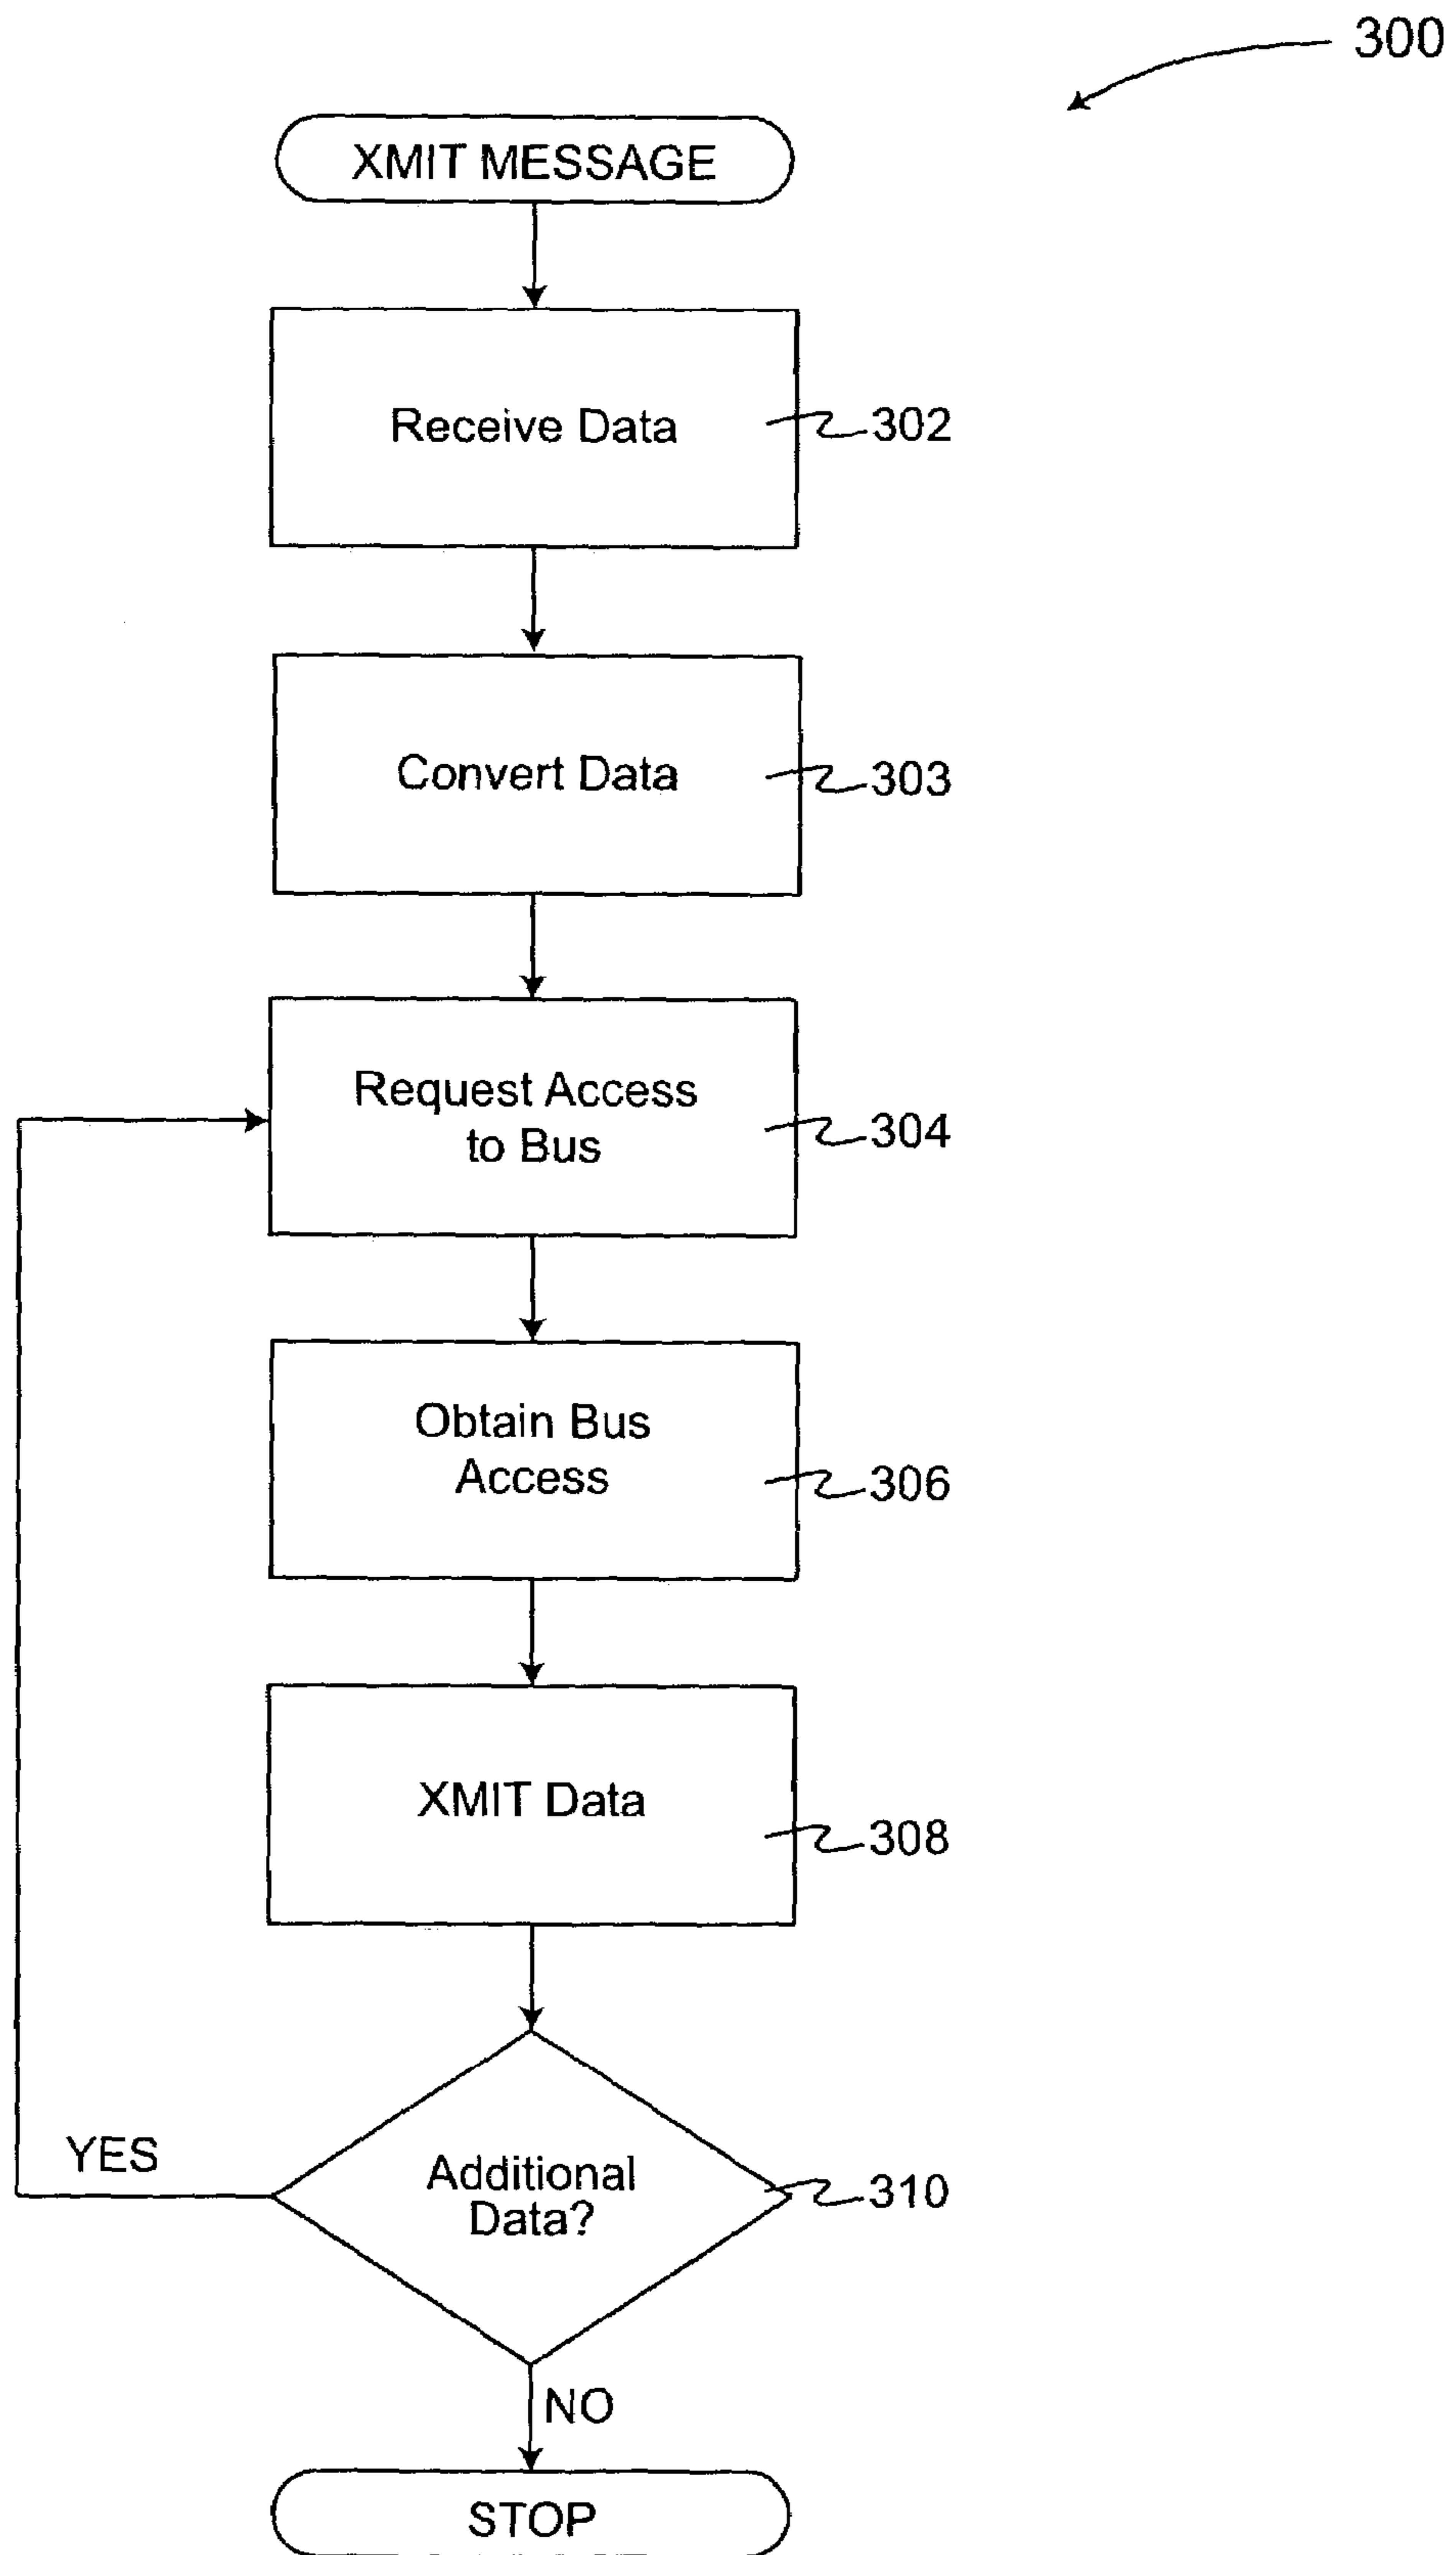 300
XMIT MESSAGE
Receive Data
302
Convert Data
303
Request Access
to Bus
304
Obtain Bus
Access
306
XMIT Data
308
YES
Additional
Data?
310
NO
STOP